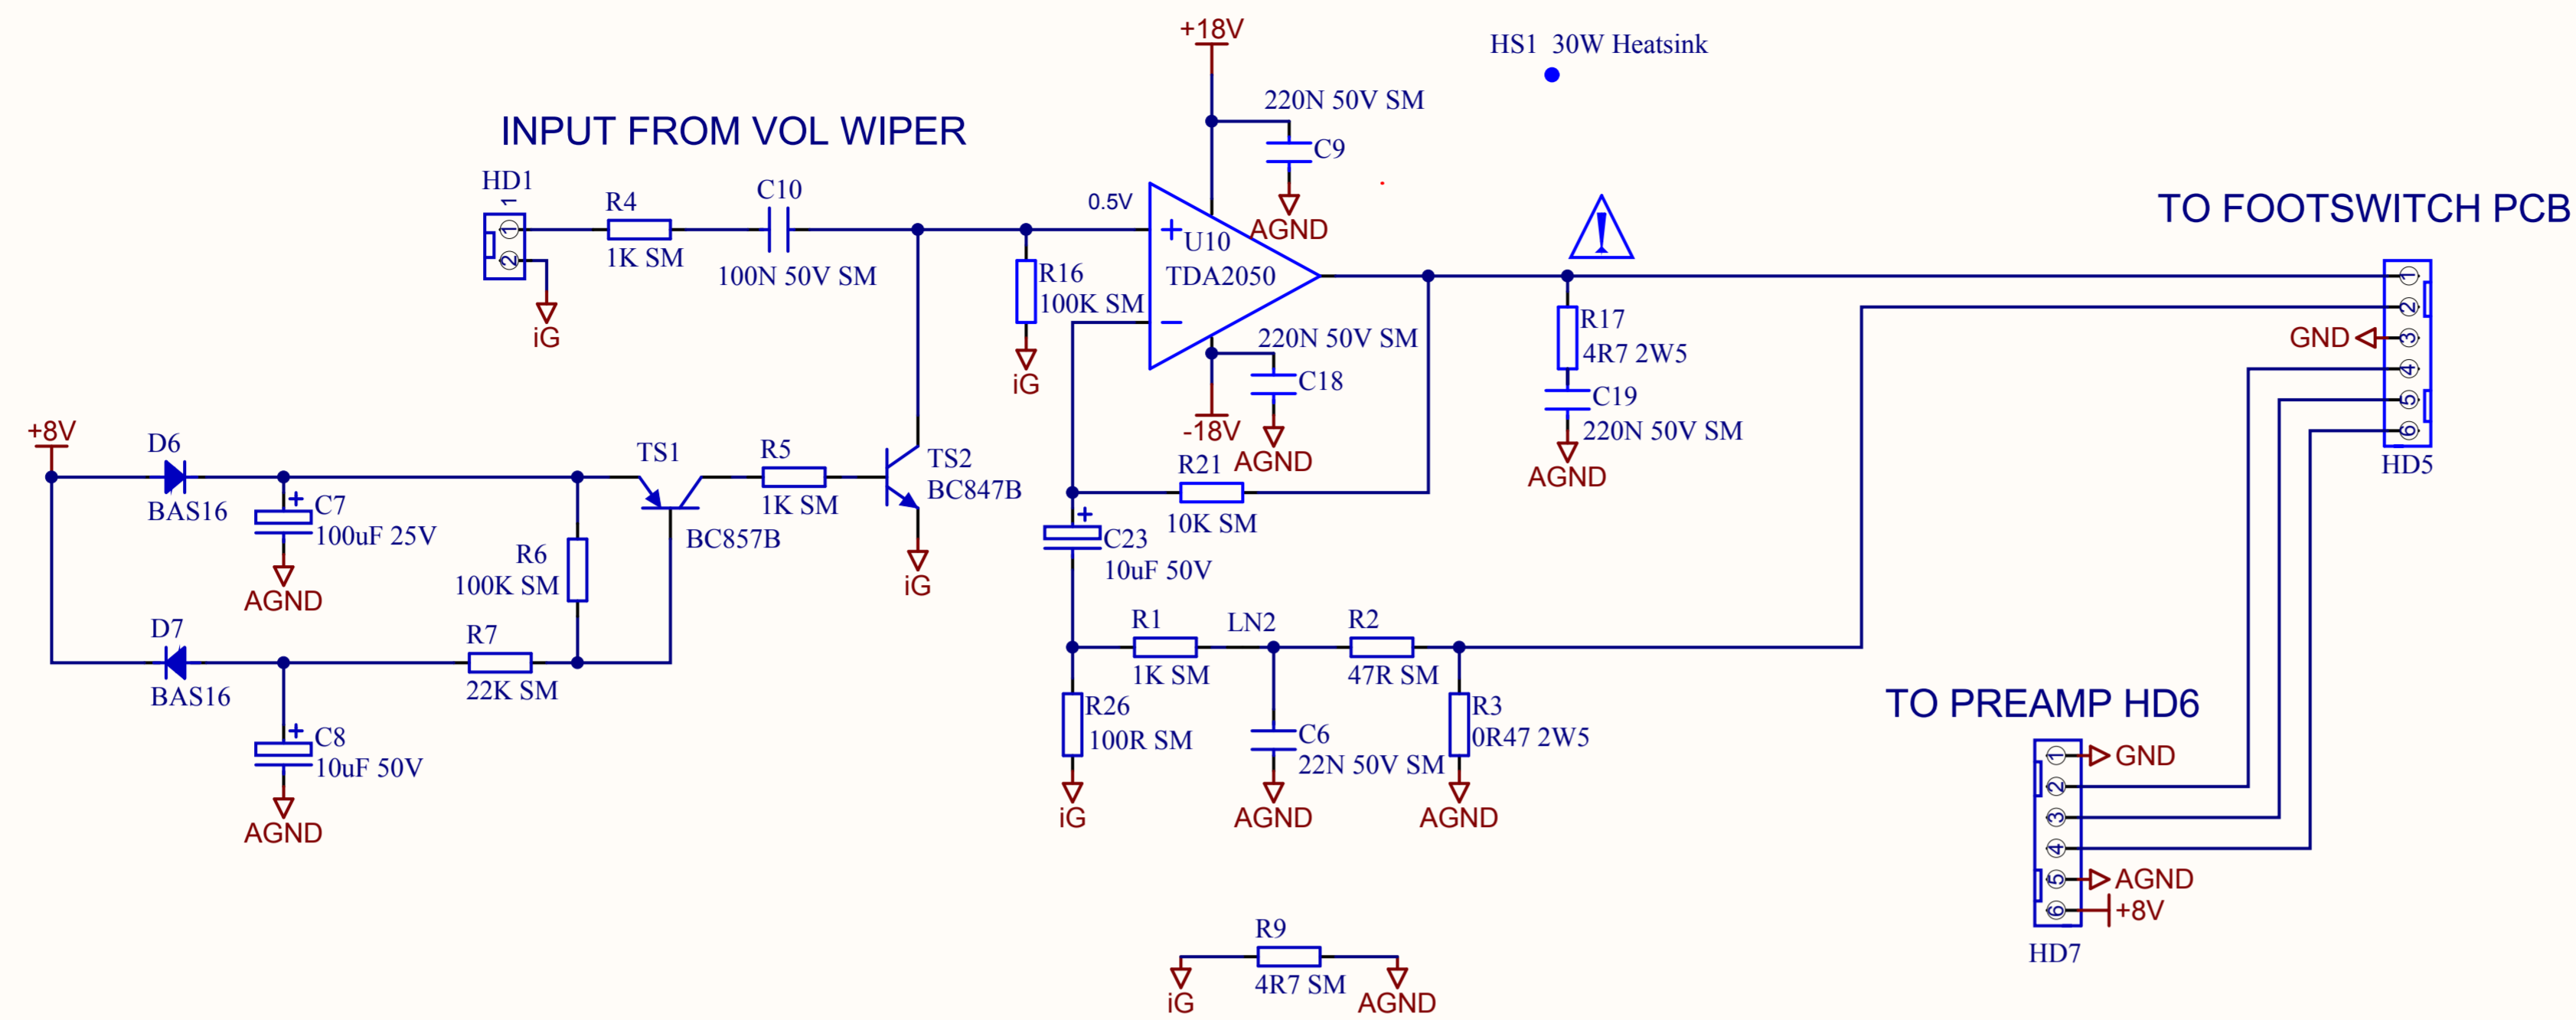 +18V
HS1 30W Heatsink
220N 50V SM
INPUT FROM VOL WIPER
C9
HD1
1
R4
C10
0.5V
TO FOOTSWITCH PCB
AGND
1
2
1K SM
100N 50V SM
+
U10
TDA2050
R16
100K SM
iG
iG
−
220N 50V SM
C18
-18V
AGND
R17
4R7 2W5
C19
220N 50V SM
AGND
1
2
GND
3
4
5
6
HD5
+8V
D6
BAS16
+
C7
100uF 25V
AGND
TS1
BC857B
R5
1K SM
TS2
BC847B
iG
R6
100K SM
R21
10K SM
+
C23
10uF 50V
D7
BAS16
R7
22K SM
+
C8
10uF 50V
AGND
R1
1K SM
LN2
R2
47R SM
R26
100R SM
iG
C6
22N 50V SM
AGND
R3
0R47 2W5
AGND
TO PREAMP HD6
1
GND
2
3
4
5
AGND
6
+8V
HD7
R9
4R7 SM
iG
AGND